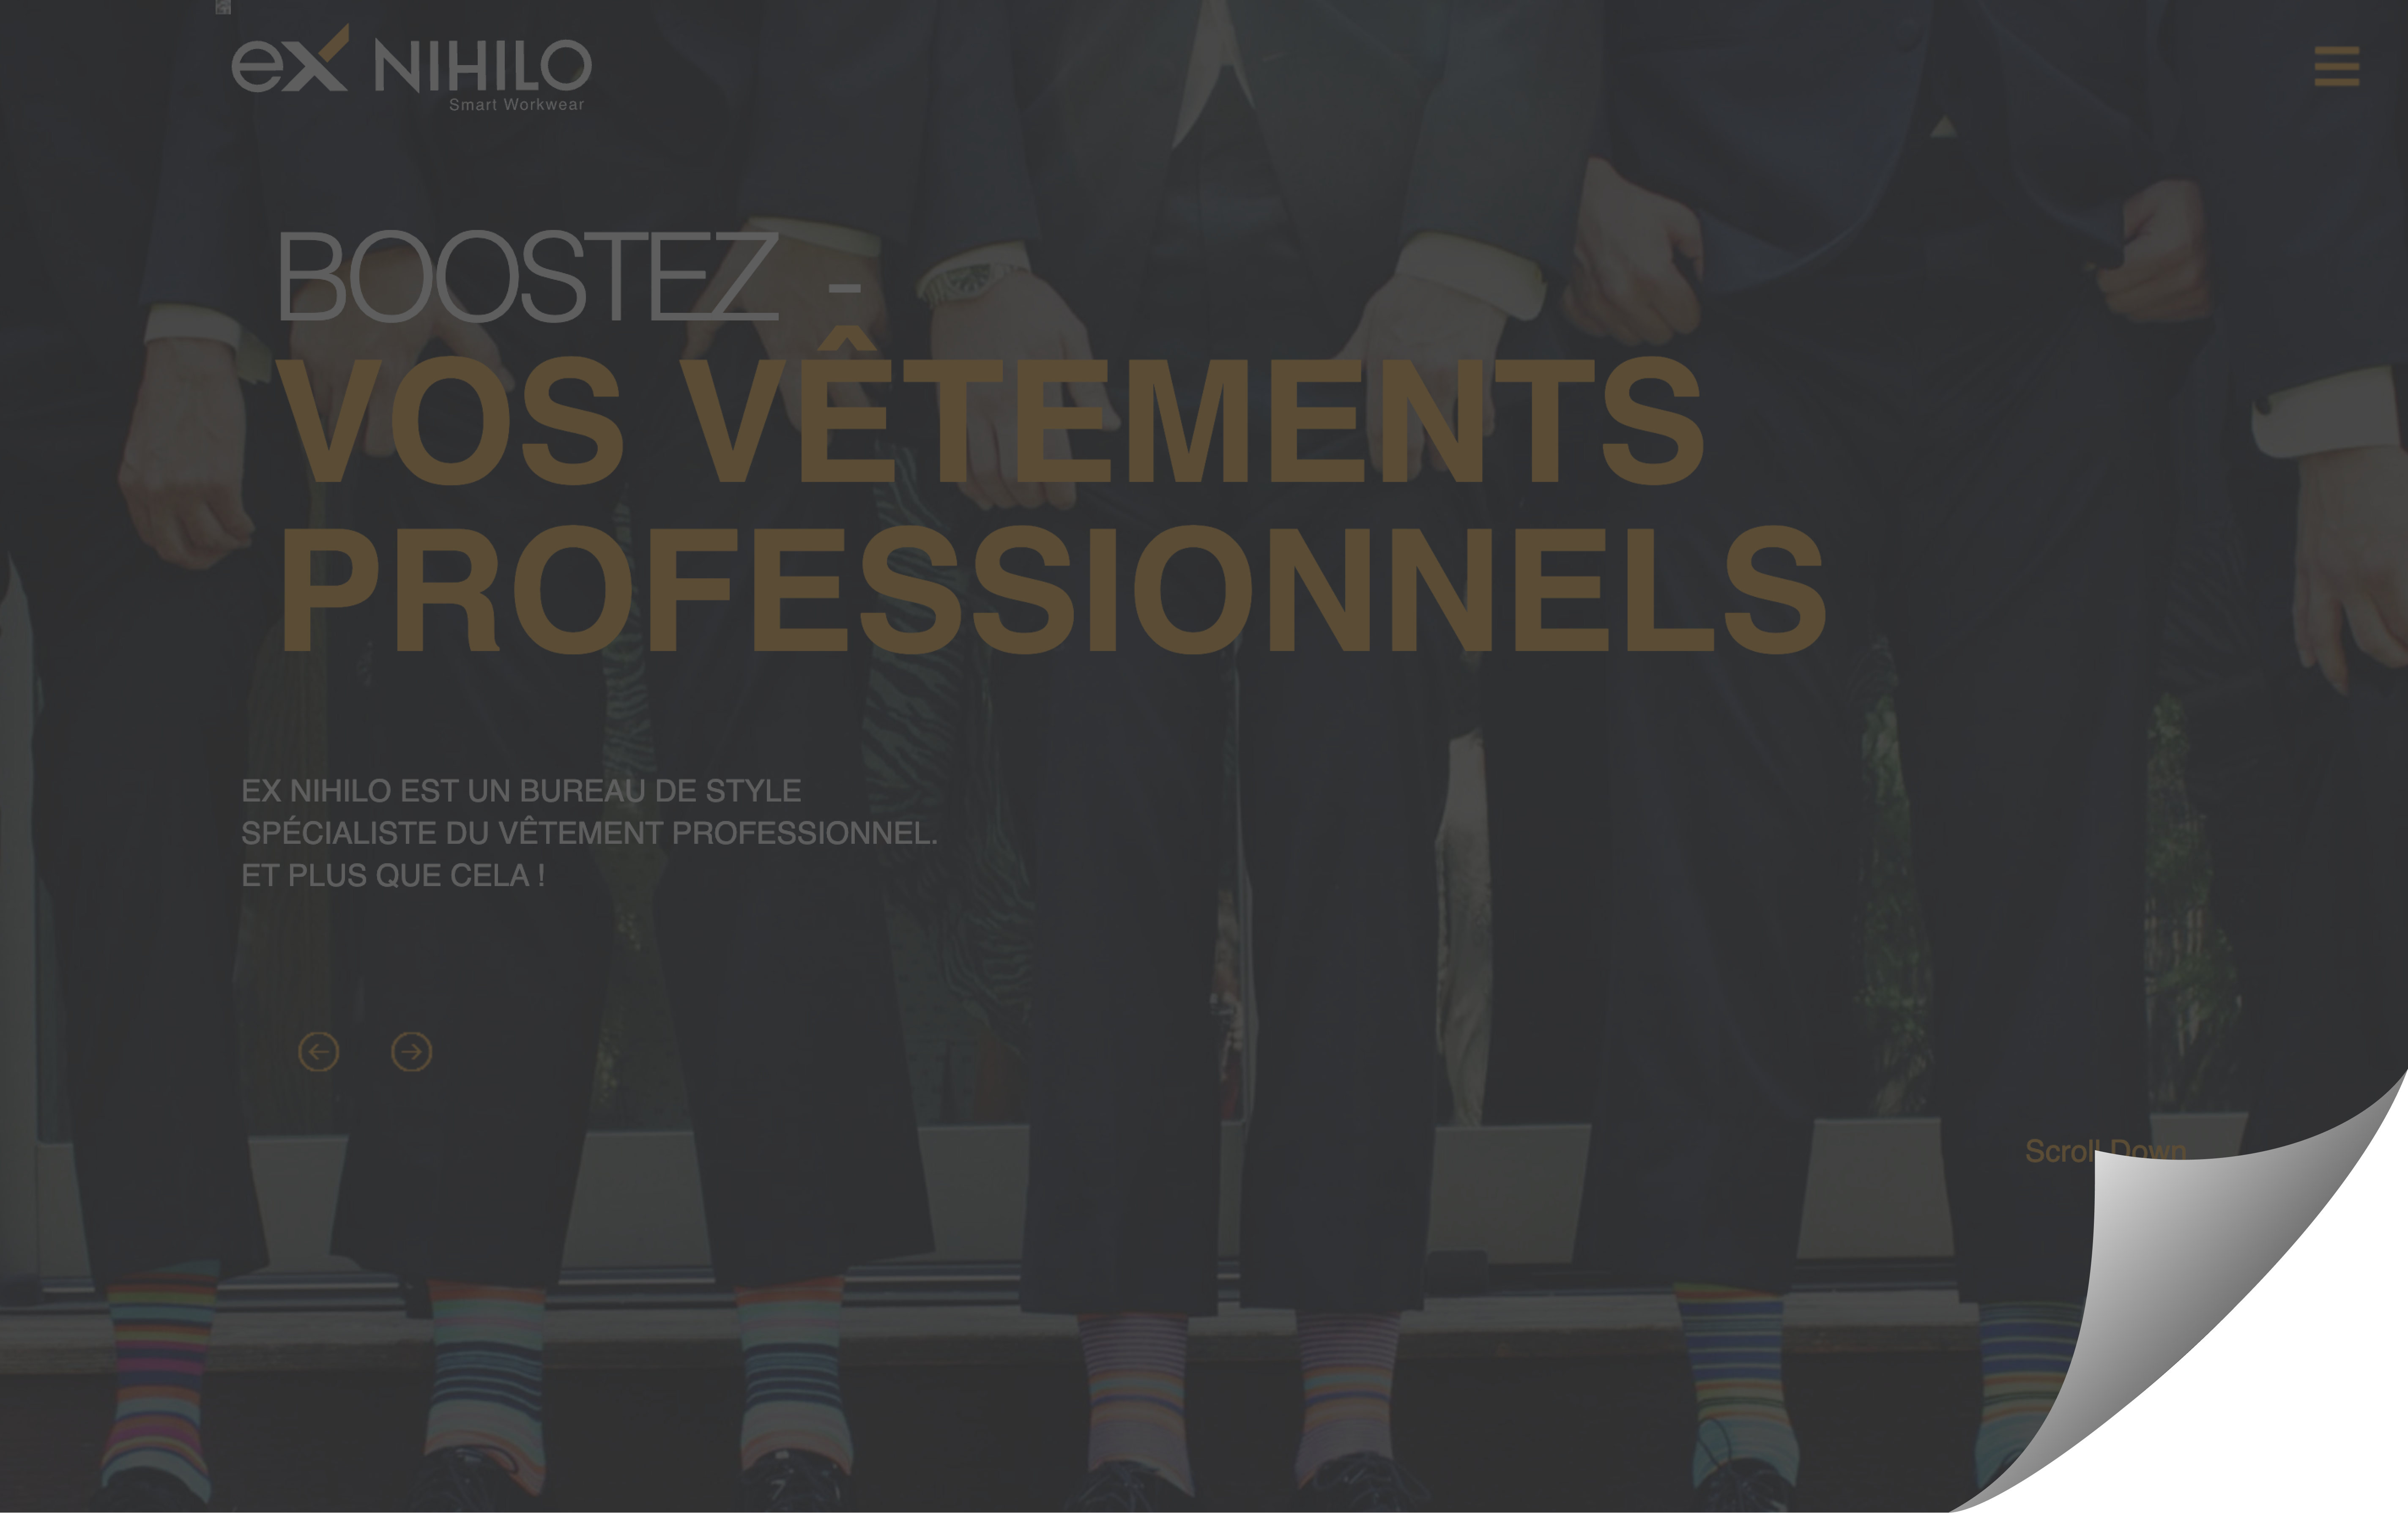 ex NIHILO
Smart Workwear
BOOSTEZ -
VOS VÊTEMENTS
PROFESSIONNELS
EX NIHILO EST UN BUREAU DE STYLE
SPÉCIALISTE DU VÊTEMENT PROFESSIONNEL.
ET PLUS QUE CELA !
Scroll Down